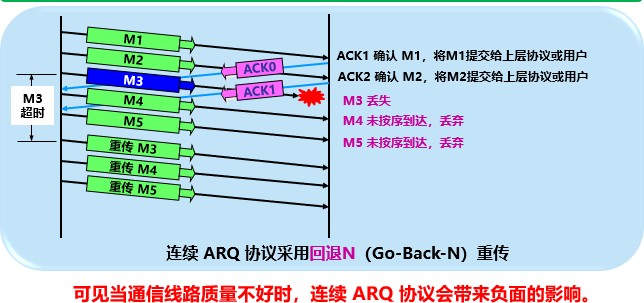 M1
M2
ACK0
ACK1 确认 M1，将M1提交给上层协议或用户
M3
ACK1
ACK2 确认 M2，将M2提交给上层协议或用户
M3
超时
M4
M3 丢失
M5
M4 未按序到达，丢弃
M5 未按序到达，丢弃
重传 M3
重传 M4
重传 M5
连续 ARQ 协议采用回退N（Go-Back-N）重传
可见当通信线路质量不好时，连续 ARQ 协议会带来负面的影响。